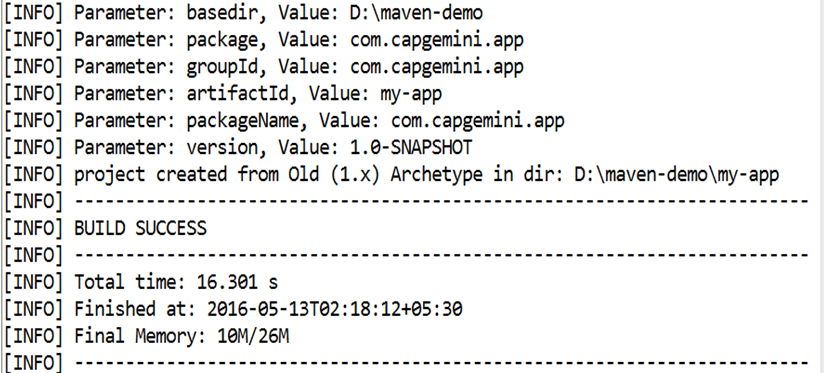 [INFO] Parameter: basedir, Value: D:\maven-demo
[INFO] Parameter: package, Value: com.capgemini.app
[INFO] Parameter: groupId, Value: com.capgemini.app
[INFO] Parameter: artifactId, Value: my-app
[INFO] Parameter: packageName, Value: com.capgemini.app
[INFO] Parameter: version, Value: 1.0-SNAPSHOT
[INFO] project created from Old (1.x) Archetype in dir: D:\maven-demo\my-app
[INFO] ------------------------------------------------------------------------
[INFO] BUILD SUCCESS
[INFO] ------------------------------------------------------------------------
[INFO] Total time: 16.301 s
[INFO] Finished at: 2016-05-13T02:18:12+05:30
[INFO] Final Memory: 10M/26M
[INFO] ------------------------------------------------------------------------